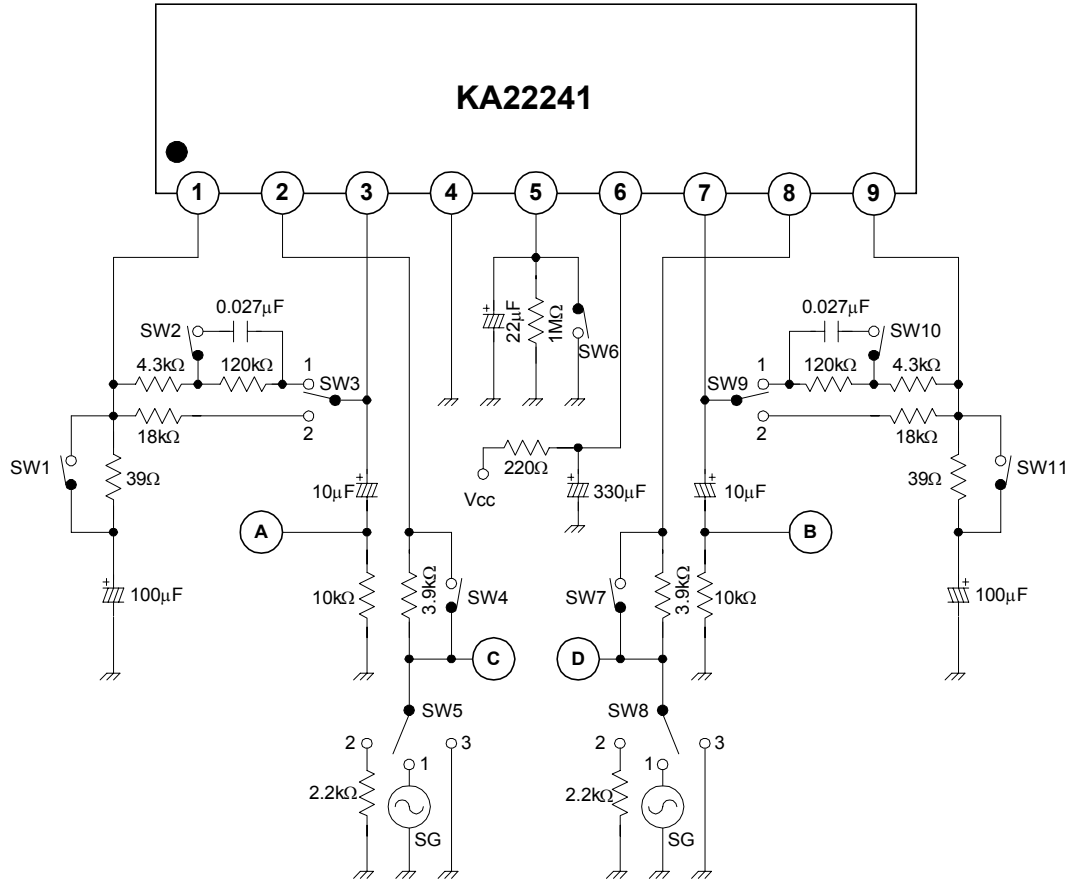 KA22241
1 2 3 4 5 6 7 8 9
0.027μF 0.027μF
SW2 SW10
22μF 1MΩ SW6
4.3kΩ 120kΩ 1 1 120kΩ 4.3kΩ
SW3 SW9
18kΩ 2 2 18kΩ
SW1 39Ω 220Ω 39Ω SW11
10μF Vcc 330μF 10μF
A B
100μF 10kΩ 3.9kΩ SW4 SW7 3.9kΩ 10kΩ 100μF
C D
SW5 SW8
2 3 2 3
1 1
2.2kΩ 2.2kΩ
SG SG